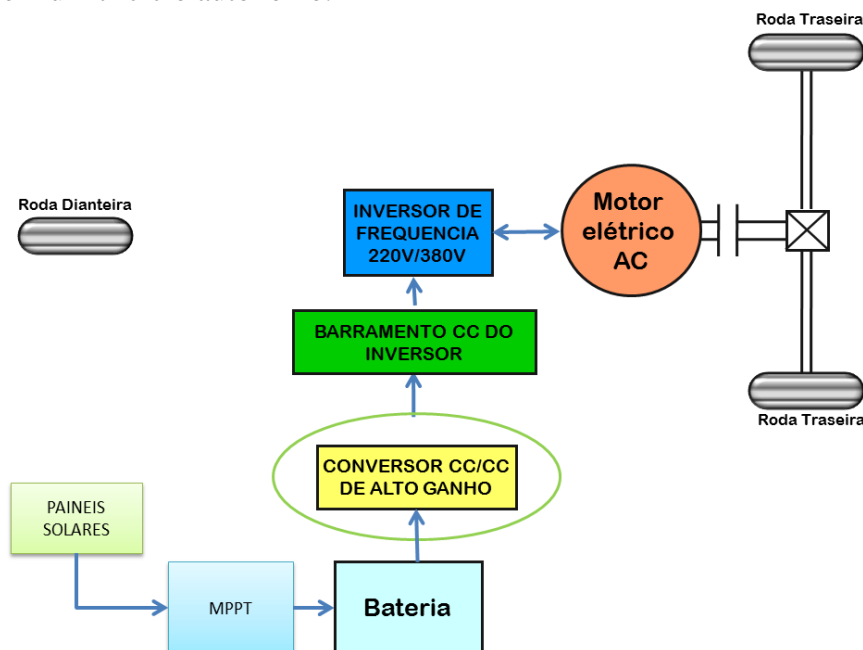 Roda Traseira
Roda Dianteira
INVERSOR DE
FREQUENCIA
220V/380V
Motor
elétrico
AC
BARRAMENTO CC DO
INVERSOR
Roda Traseira
CONVERSOR CC/CC
DE ALTO GANHO
PAINEIS
SOLARES
MPPT
Bateria